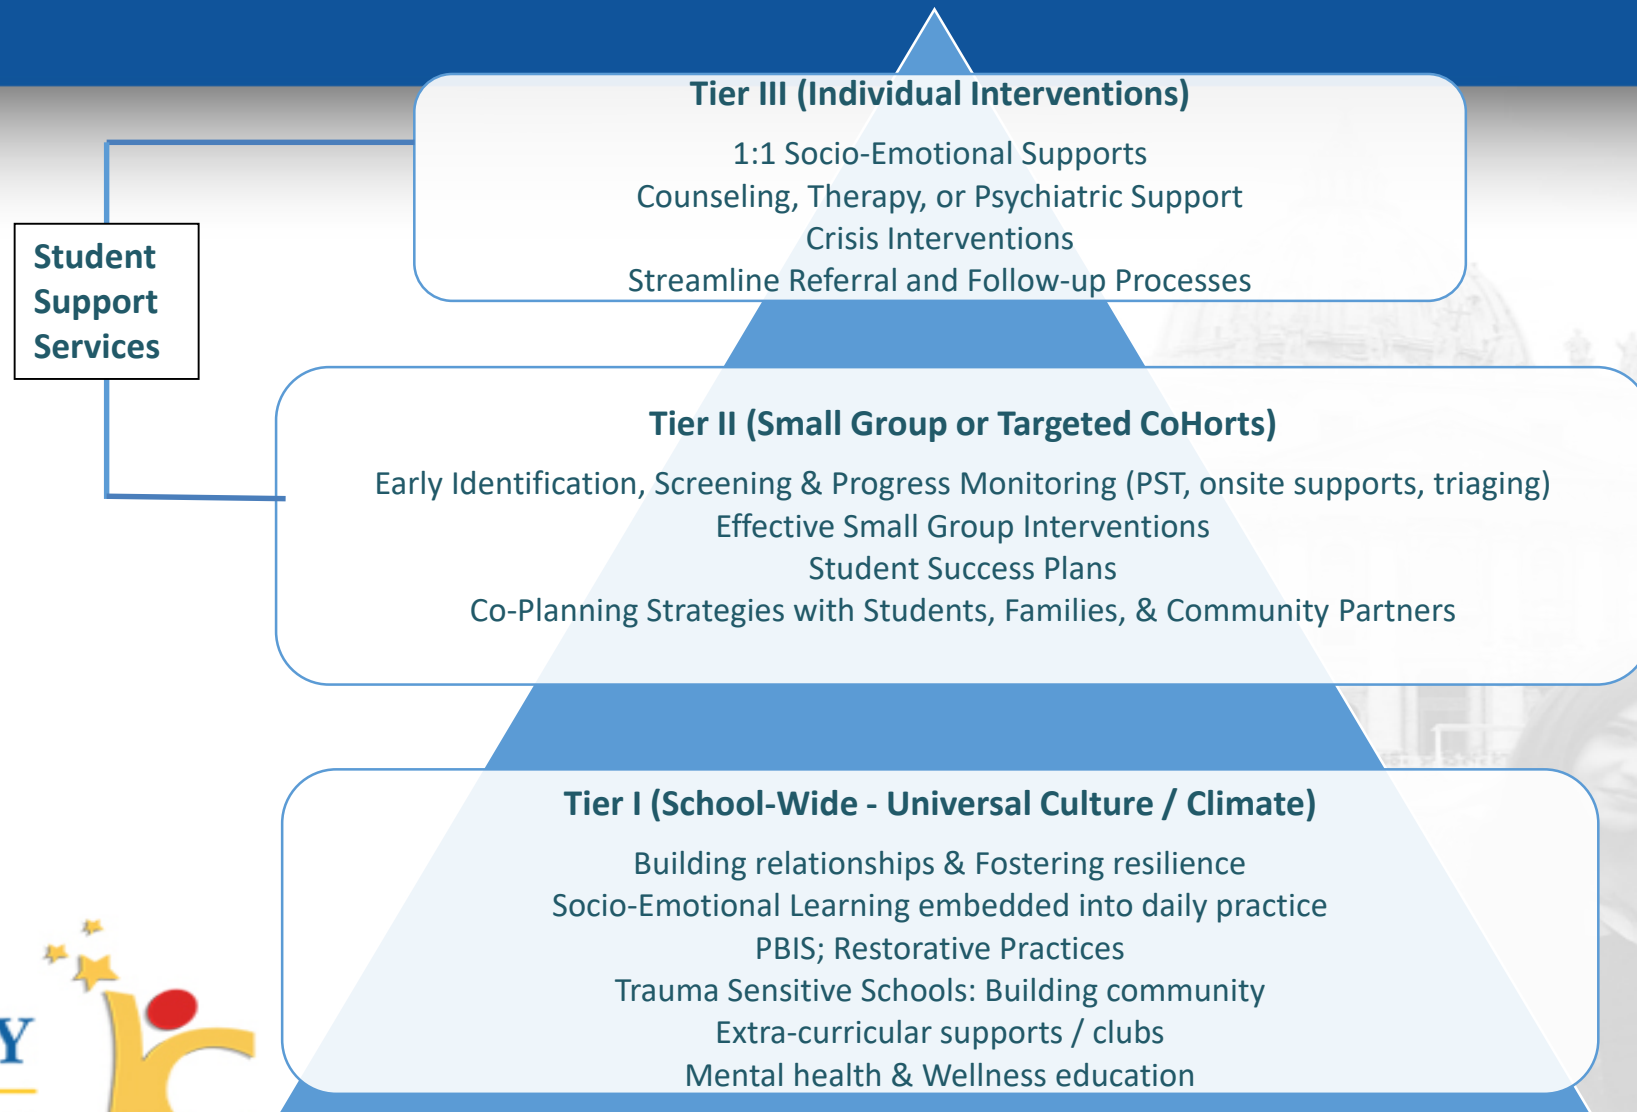 Tier III (Individual Interventions)
1:1 Socio-Emotional Supports
Counseling, Therapy, or Psychiatric Support
Crisis Interventions
Streamline Referral and Follow-up Processes
Student
Support
Services
Tier II (Small Group or Targeted CoHorts)
Early Identification, Screening & Progress Monitoring (PST, onsite supports, triaging)
Effective Small Group Interventions
Student Success Plans
Co-Planning Strategies with Students, Families, & Community Partners
Tier I (School-Wide - Universal Culture / Climate)
Building relationships & Fostering resilience
Socio-Emotional Learning embedded into daily practice
PBIS; Restorative Practices
Trauma Sensitive Schools: Building community
Extra-curricular supports / clubs
Mental health & Wellness education
Y